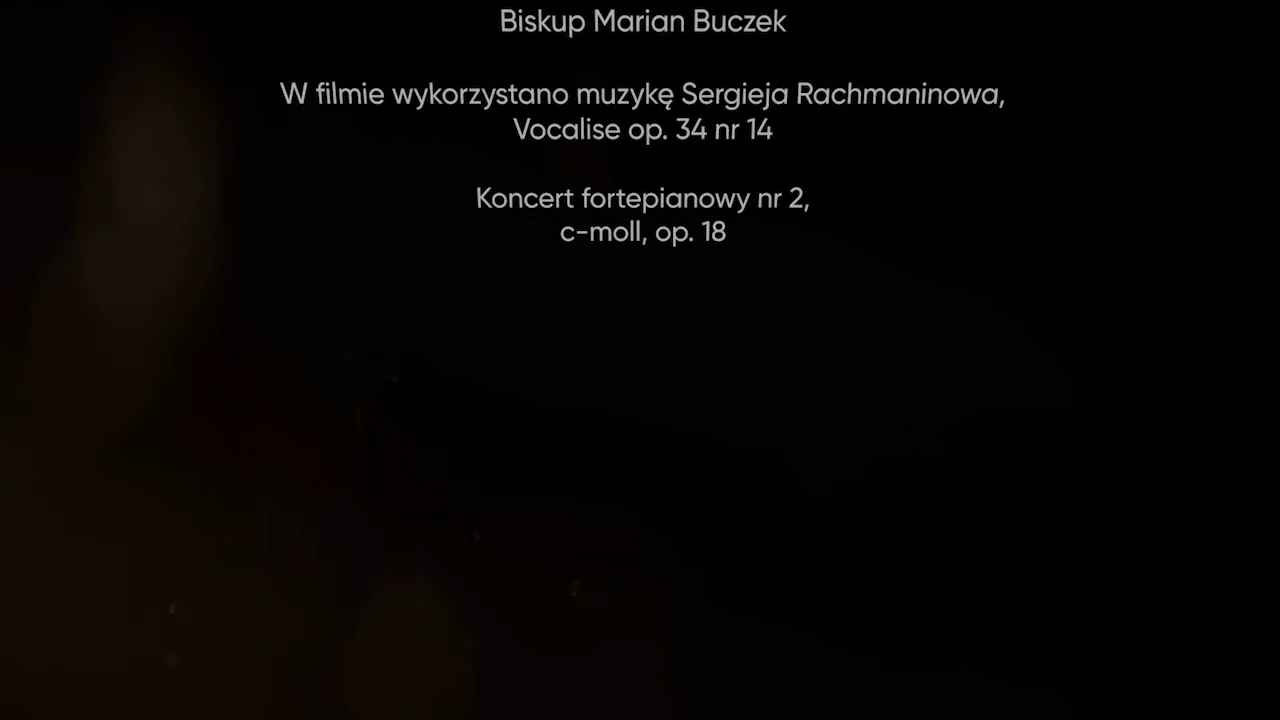 Biskup Marian Buczek
W filmie wykorzystano muzykę Sergieja Rachmaninowa,
Vocalise op. 34 nr 14
Koncert fortepianowy nr 2,
c-moll, op. 18